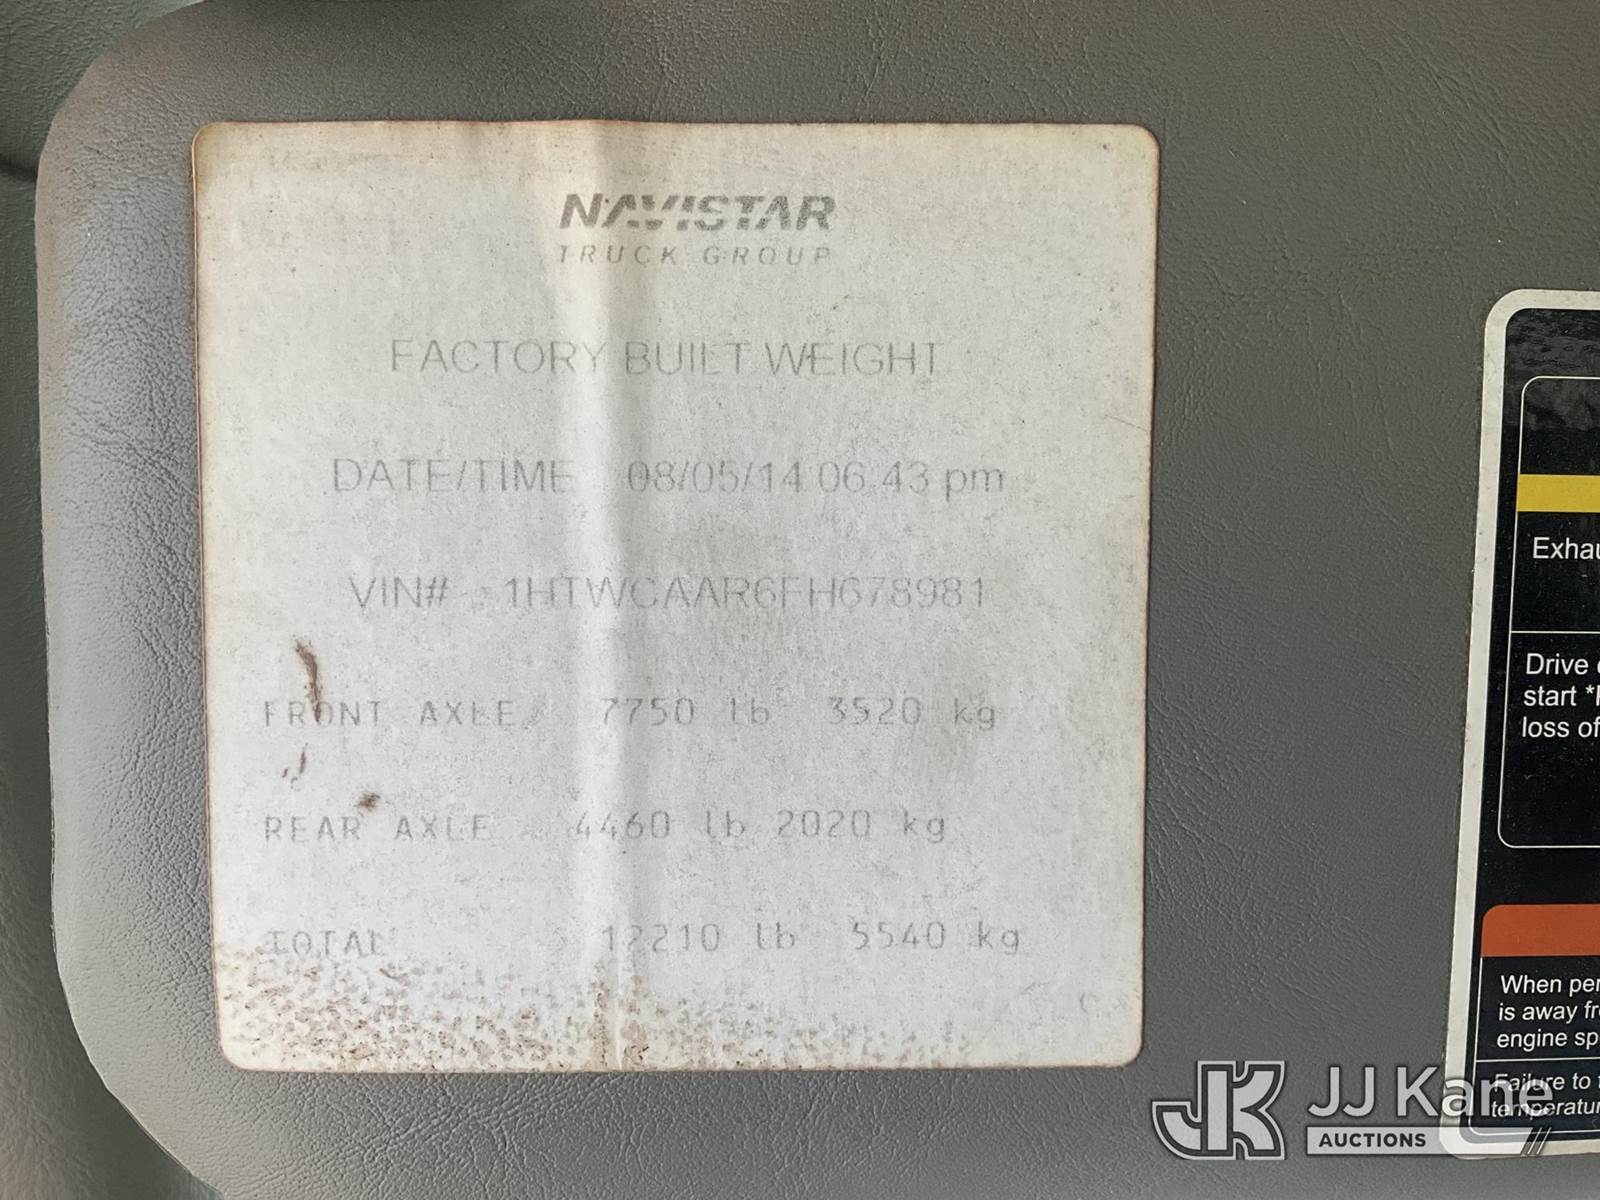 NAVISTAR
TRUCK GROUP
FACTORY BUILT WEIGHT
DATE/TIME 08/05/14 06:43 pm
VIN# 1HTWCAAR6FH678981
FRONT AXLE 7750 lb 3520 kg
REAR AXLE 4460 lb 2020 kg
TOTAL 12210 lb 5540 kg
Exhau
Drive
start
loss of
When per
is away fr
engine sp
Failure to
temperatur
JK JJ Kane
AUCTIONS